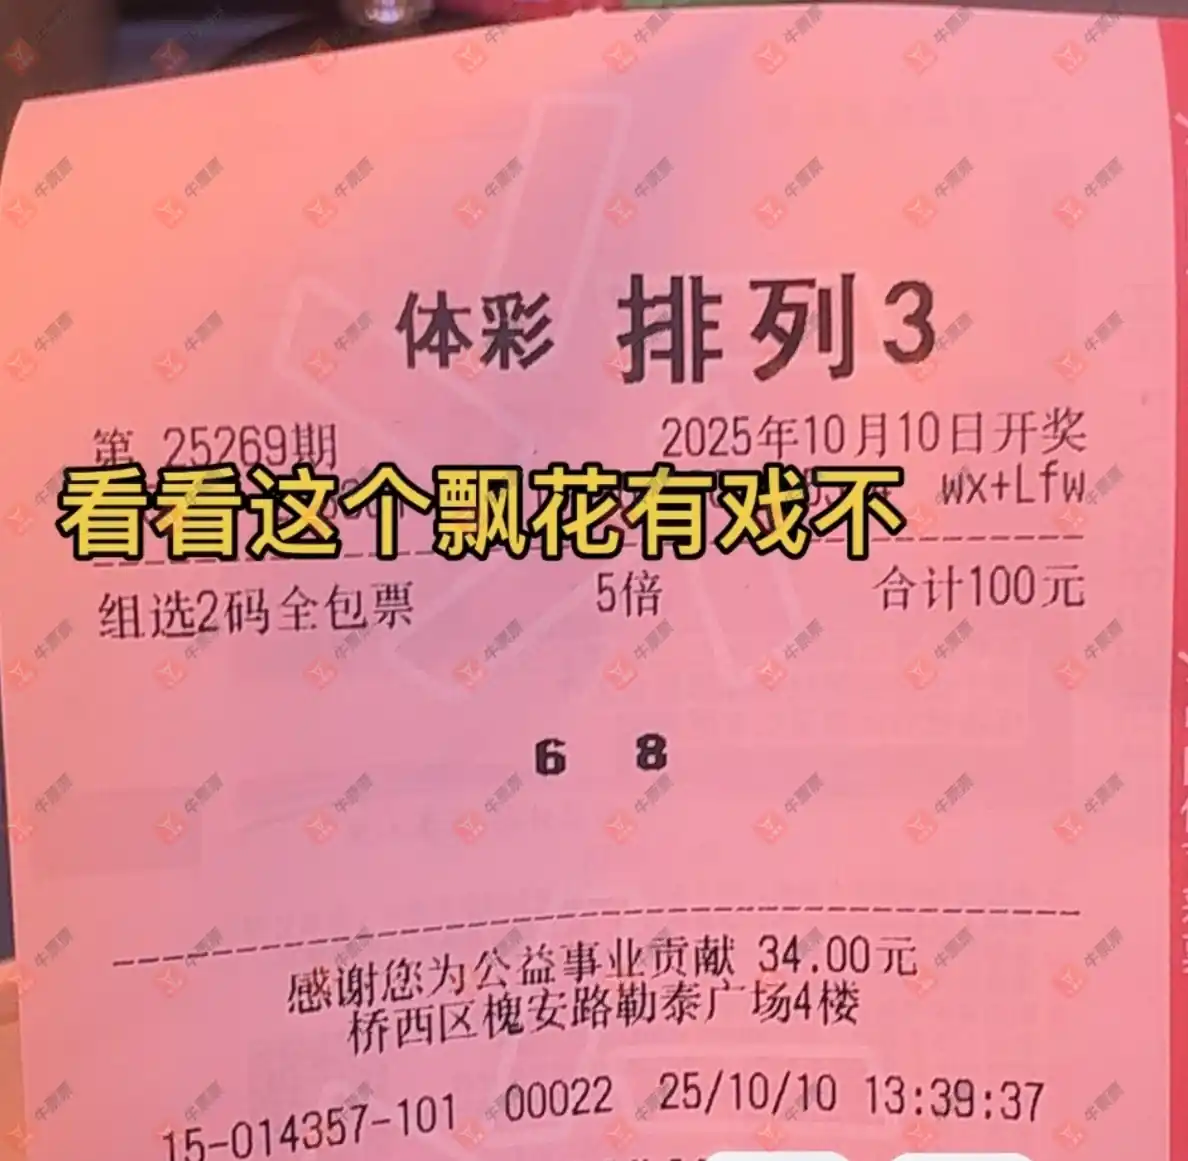 体彩 排列3
第 25269期 2025年10月10日开奖
wx+Lfw
看看这个飘花有戏不
组选2码全包票 5倍 合计100元
6 8
感谢您为公益事业贡献 34.00元
桥西区槐安路勒泰广场4楼
15-014357-101 00022 25/10/10 13:39:37
牛票票